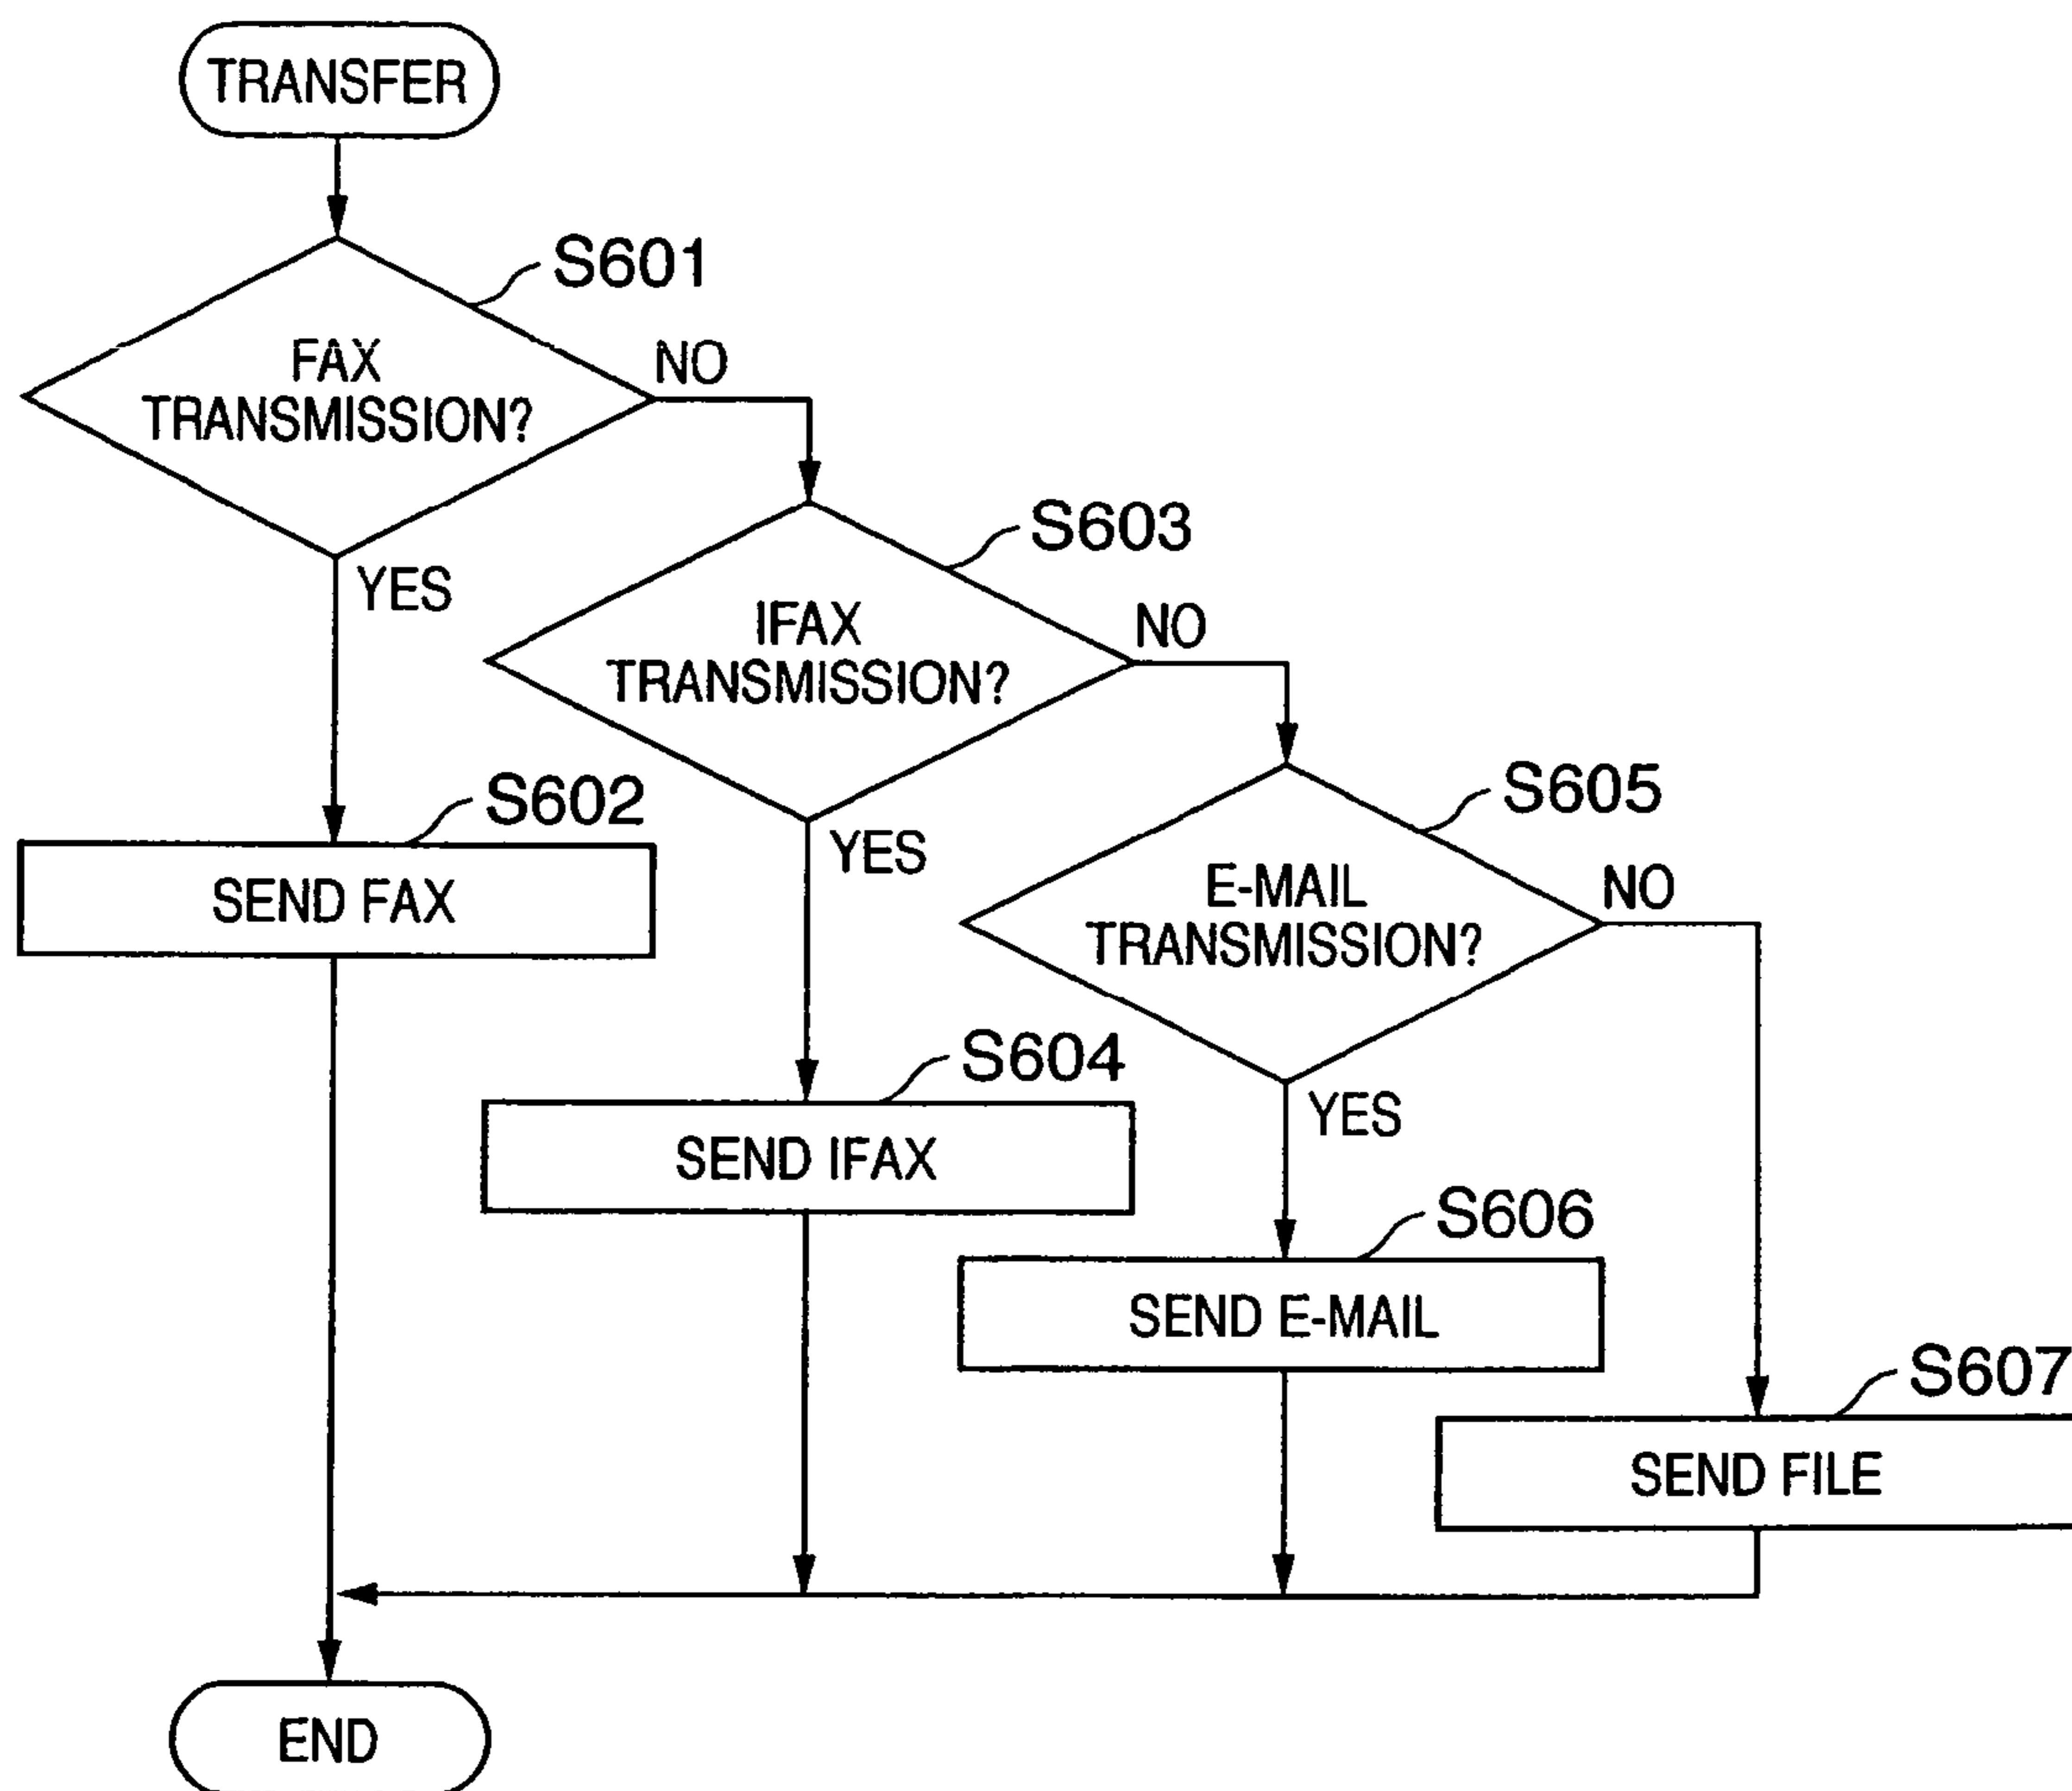 TRANSFER
S601
FAX
TRANSMISSION?
NO
YES
S603
IFAX
TRANSMISSION?
NO
YES
S602
SEND FAX
S605
E-MAIL
TRANSMISSION?
NO
YES
S604
SEND IFAX
S606
SEND E-MAIL
S607
SEND FILE
END